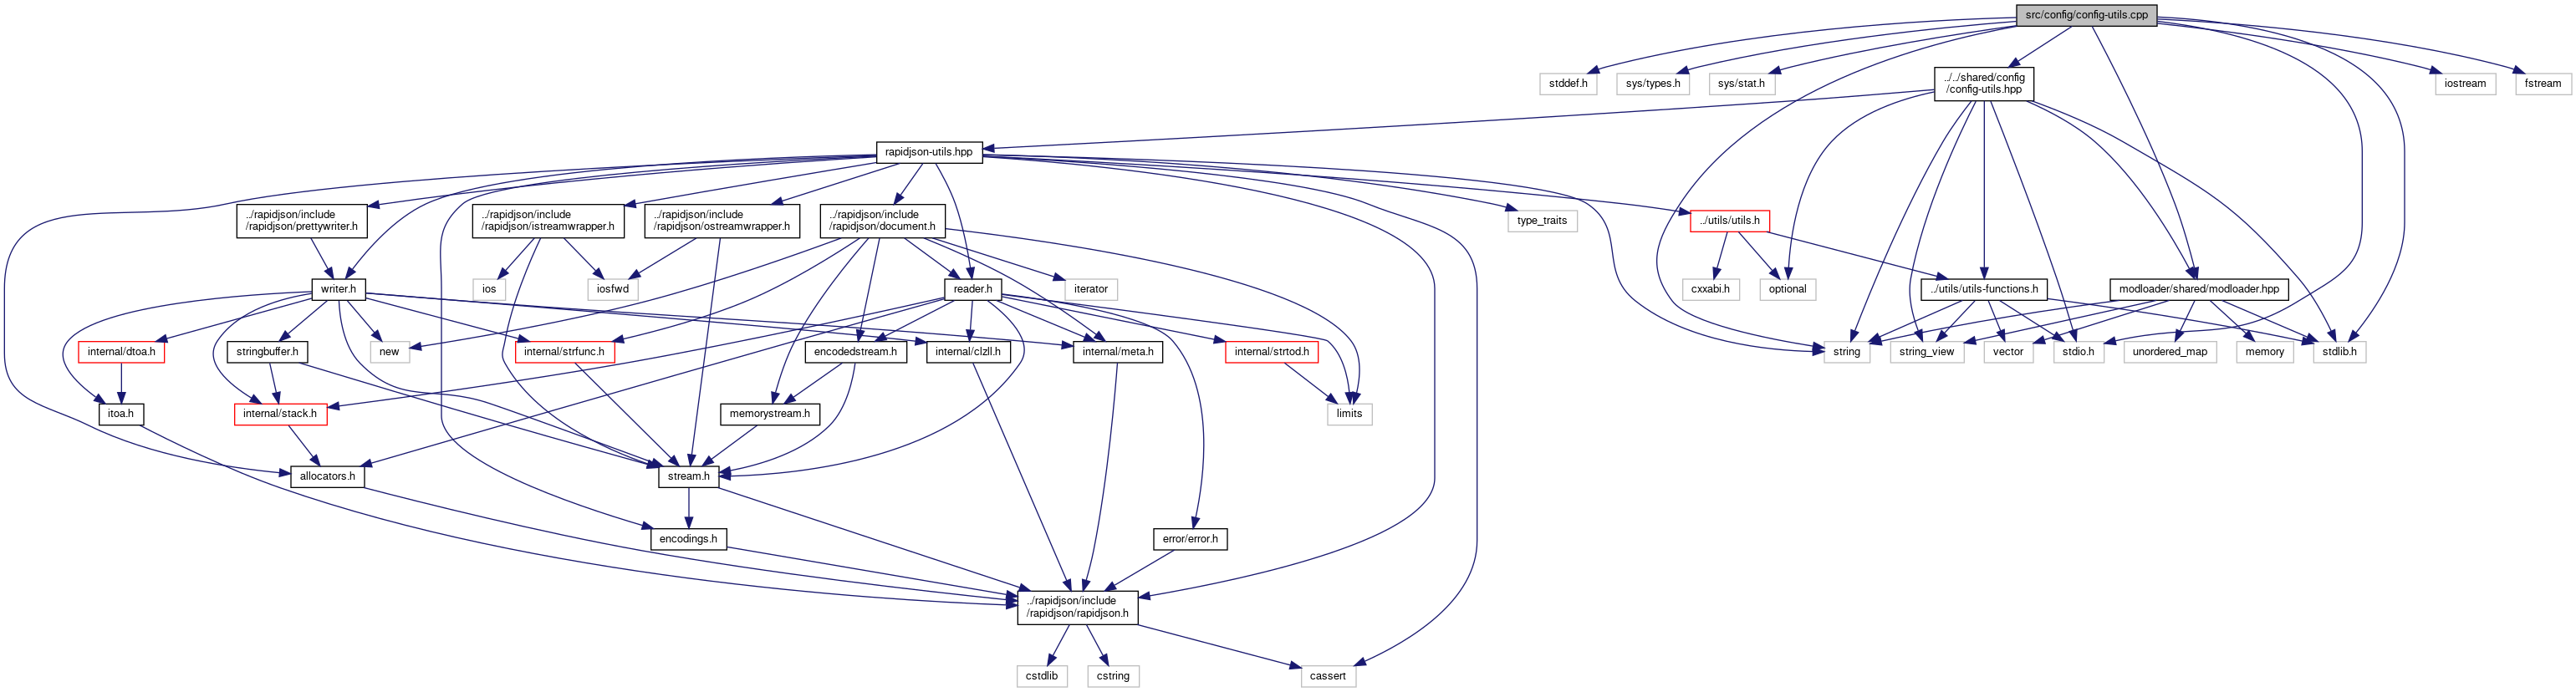 src/config/config-utils.cpp
stddef.h
sys/types.h
sys/stat.h
../../shared/config
/config-utils.hpp
iostream
fstream
rapidjson-utils.hpp
../rapidjson/include
/rapidjson/prettywriter.h
../rapidjson/include
/rapidjson/istreamwrapper.h
../rapidjson/include
/rapidjson/ostreamwrapper.h
../rapidjson/include
/rapidjson/document.h
type_traits
../utils/utils.h
writer.h
ios
iosfwd
reader.h
iterator
cxxabi.h
optional
../utils/utils-functions.h
modloader/shared/modloader.hpp
internal/dtoa.h
stringbuffer.h
new
internal/strfunc.h
encodedstream.h
internal/clzll.h
internal/meta.h
internal/strtod.h
string
string_view
vector
stdio.h
unordered_map
memory
stdlib.h
itoa.h
internal/stack.h
memorystream.h
limits
allocators.h
stream.h
encodings.h
error/error.h
../rapidjson/include
/rapidjson/rapidjson.h
cstdlib
cstring
cassert